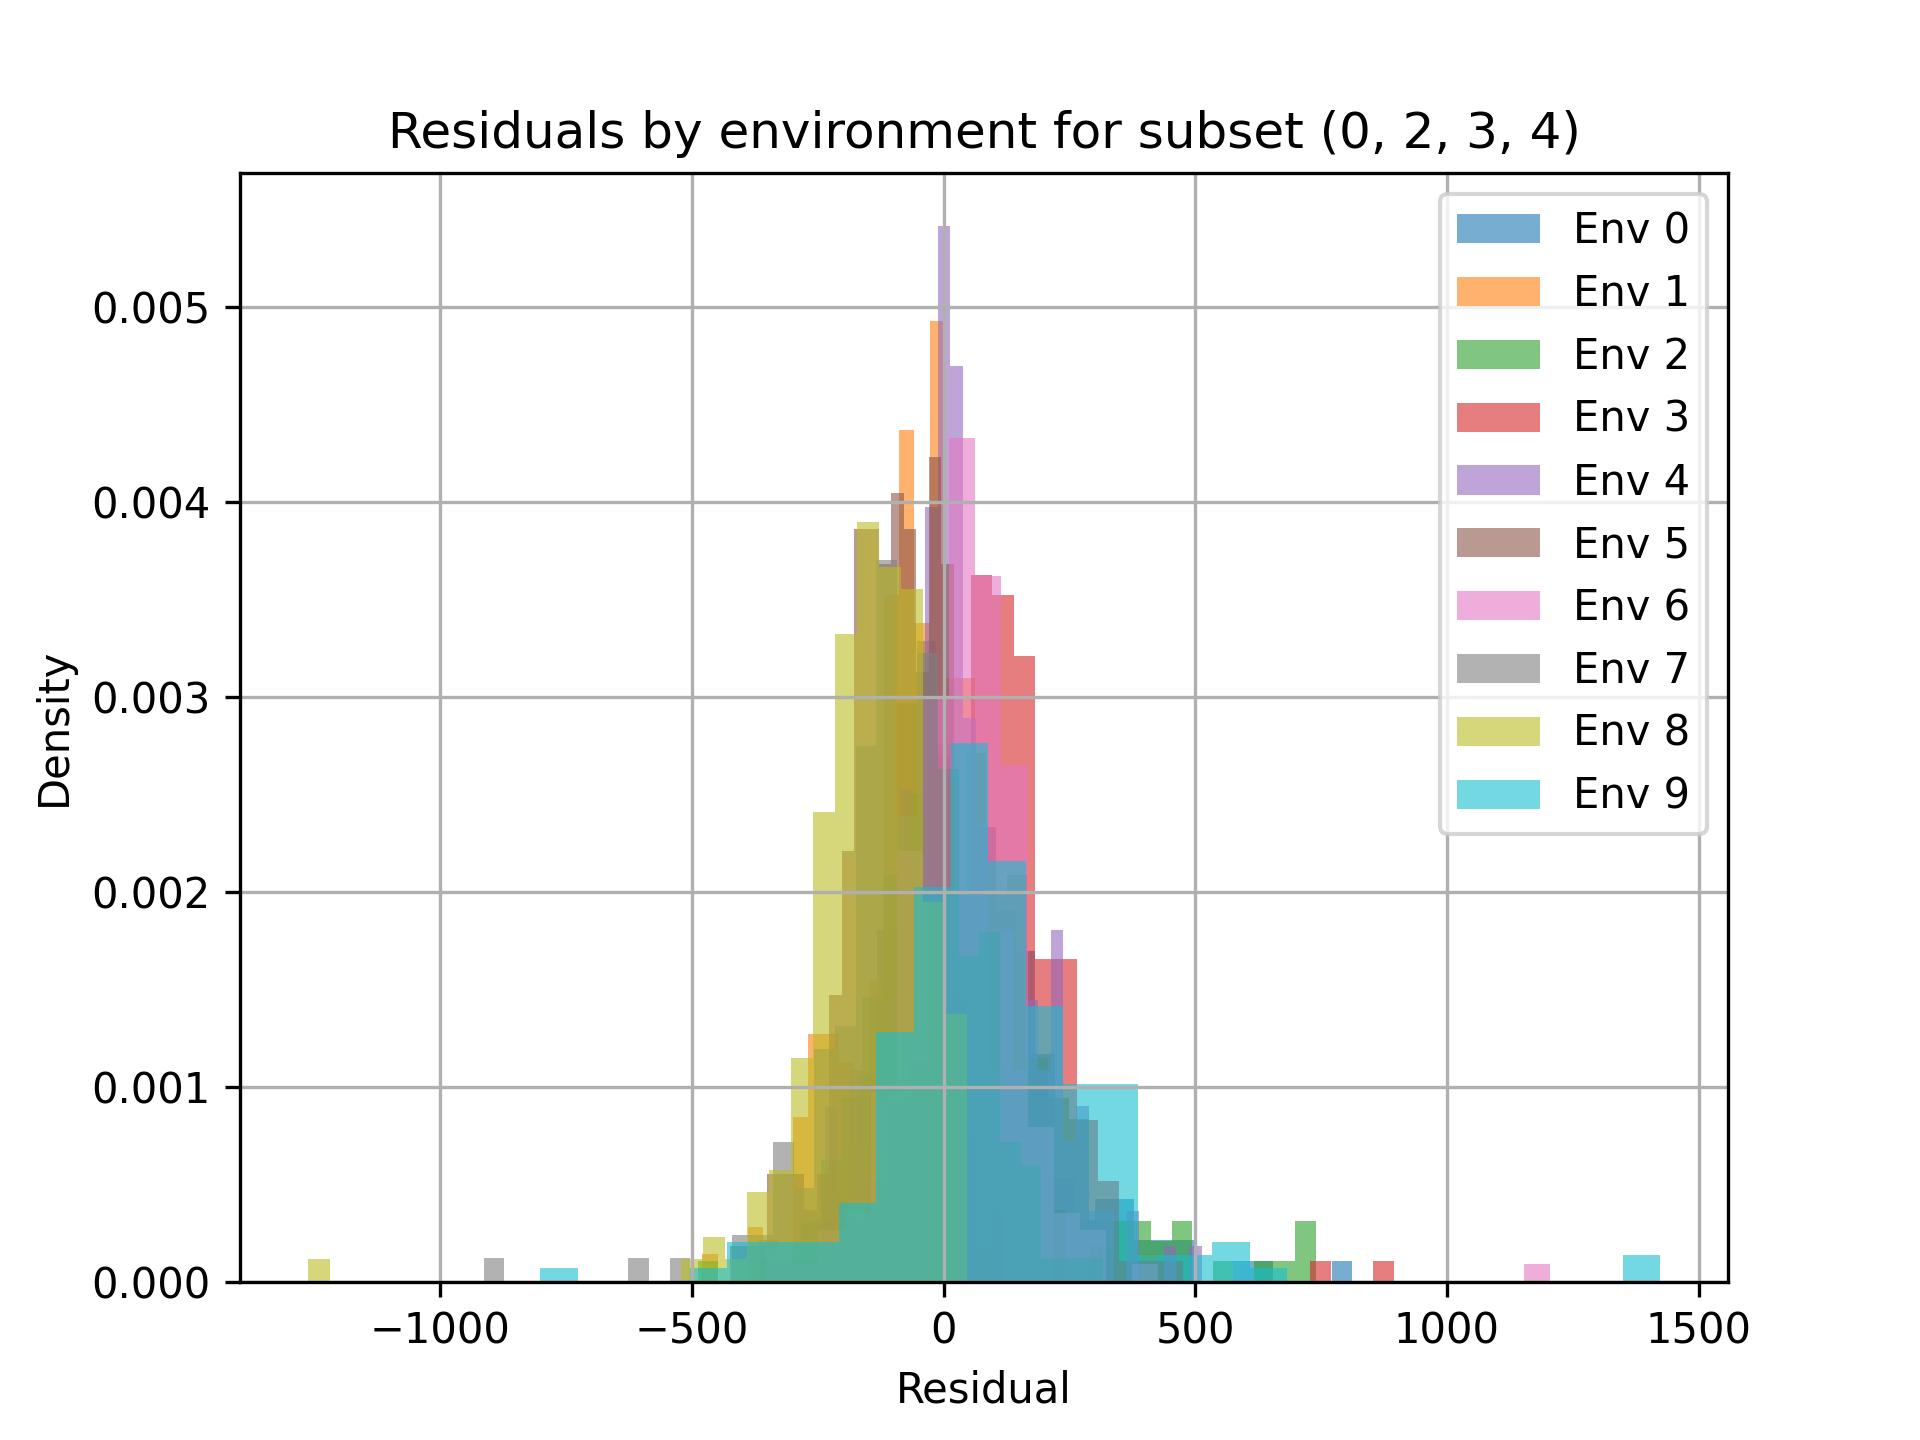 Residuals by environment for subset (0, 2, 3, 4)
Env 0
Env 1
Env 2
Env 3
Env 4
Env 5
Env 6
Env 7
Env 8
Env 9
Density
0.005
0.004
0.003
0.002
0.001
0.000
−1000 −500 0 500 1000 1500
Residual